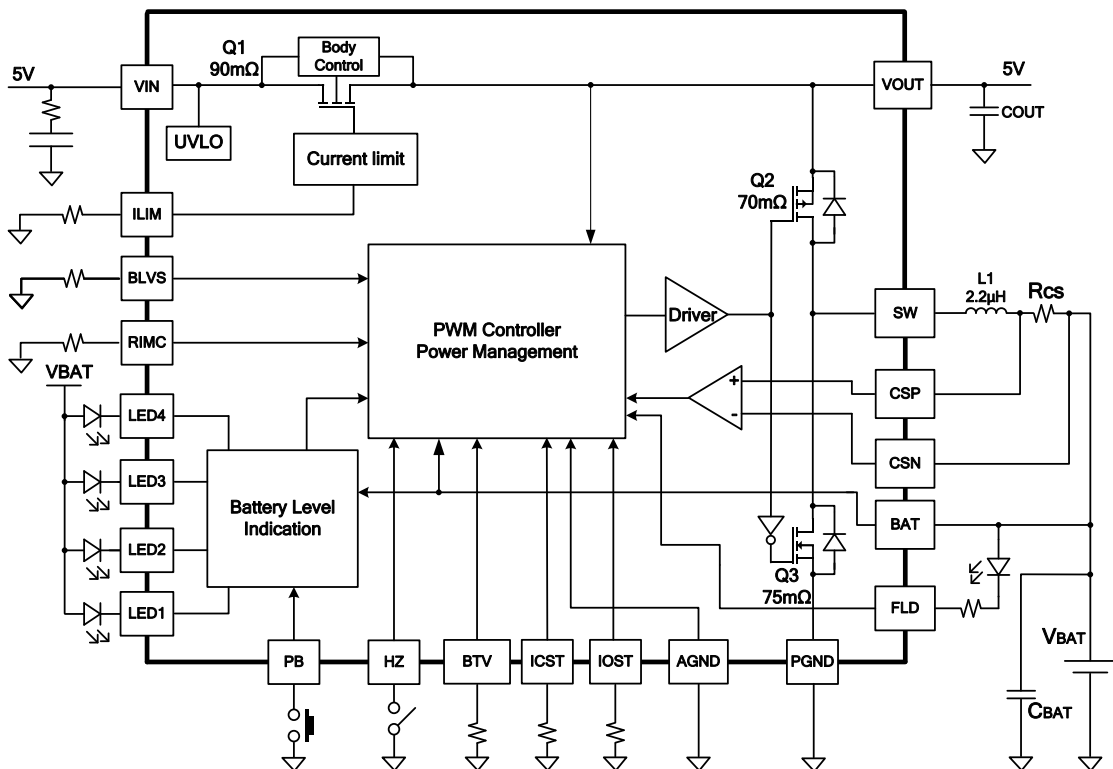 Q1
90mΩ
Body
Control
5V
VIN
VOUT
5V
COUT
UVLO
Current limit
ILIM
Q2
70mΩ
BLVS
PWM Controller
Power Management
Driver
SW
L1
2.2µH
Rcs
RIMC
VBAT
+
-
CSP
LED4
CSN
LED3
Battery Level
Indication
BAT
LED2
Q3
75mΩ
LED1
FLD
PB
HZ
BTV
ICST
IOST
AGND
PGND
VBAT
CBAT